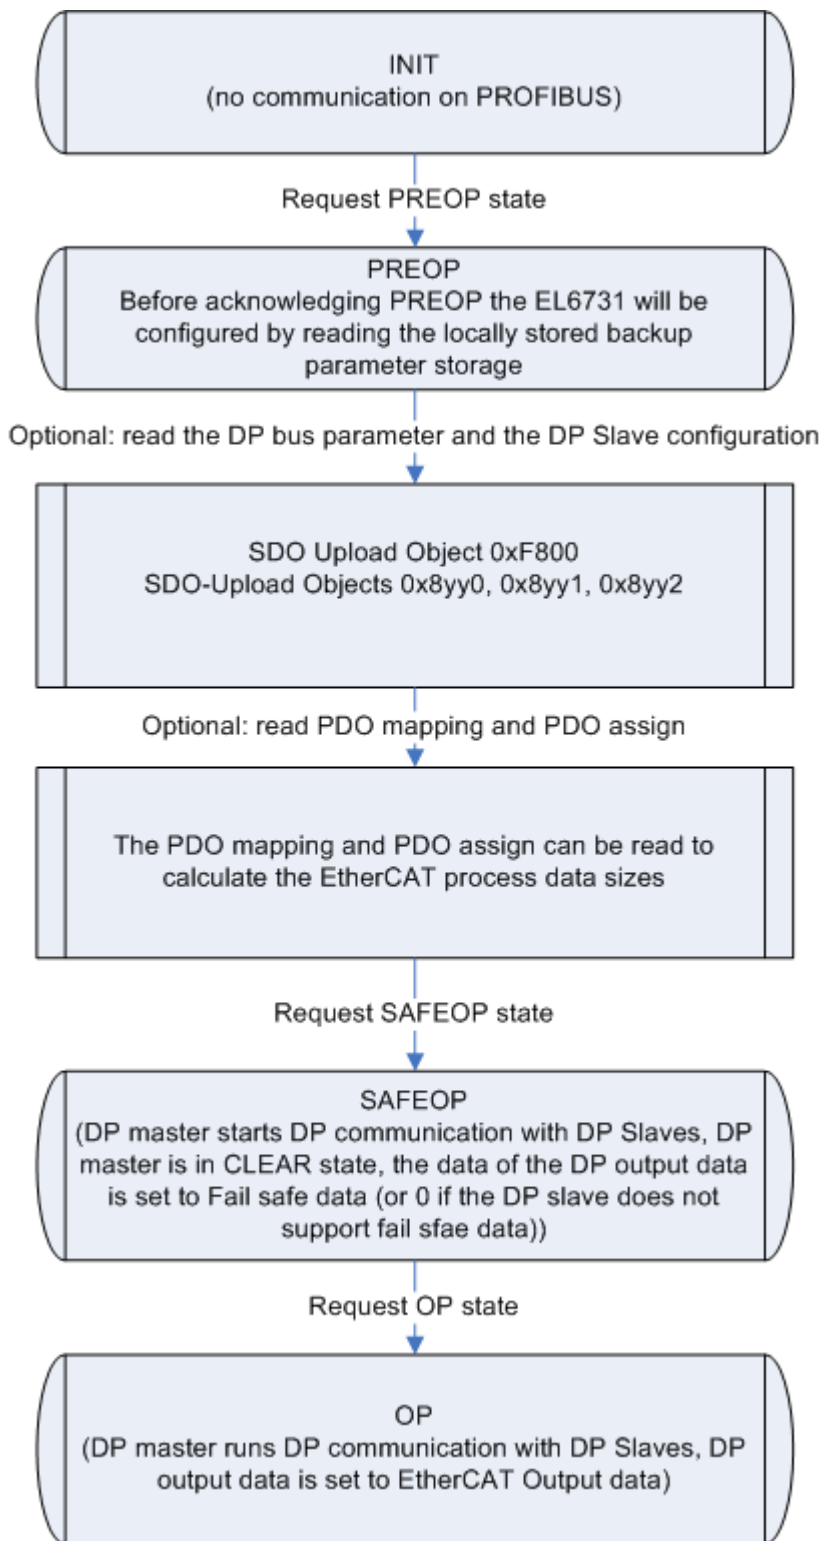 INIT
(no communication on PROFIBUS)
Request PREOP state
PREOP
Before acknowledging PREOP the EL6731 will be
configured by reading the locally stored backup
parameter storage
Optional: read the DP bus parameter and the DP Slave configuration
SDO Upload Object 0xF800
SDO-Upload Objects 0x8yy0, 0x8yy1, 0x8yy2
Optional: read PDO mapping and PDO assign
The PDO mapping and PDO assign can be read to
calculate the EtherCAT process data sizes
Request SAFEOP state
SAFEOP
(DP master starts DP communication with DP Slaves, DP
master is in CLEAR state, the data of the DP output data
is set to Fail safe data (or 0 if the DP slave does not
support fail sfae data))
Request OP state
OP
(DP master runs DP communication with DP Slaves, DP
output data is set to EtherCAT Output data)